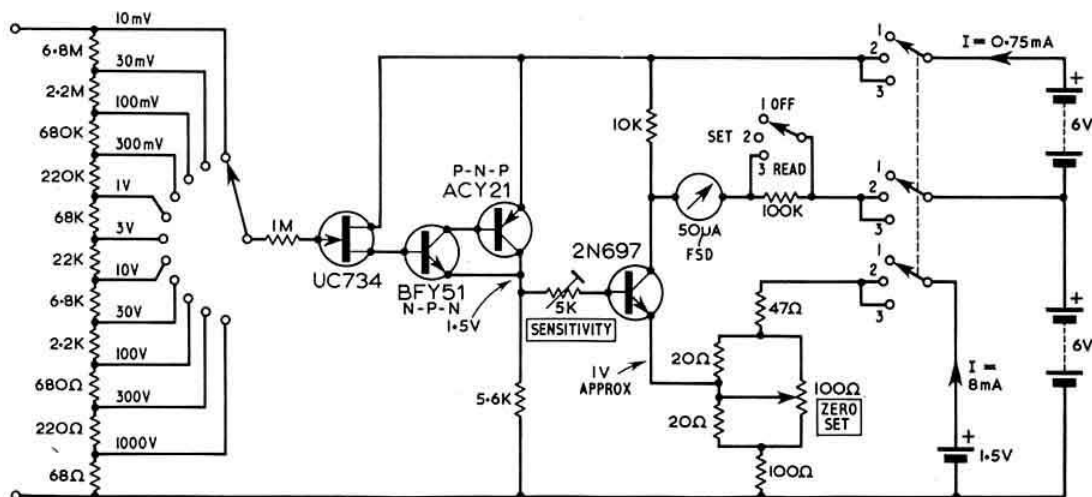 10mV
6·8M
30mV
2·2M
100mV
680K
300mV
220K
1V
68K
3V
22K
10V
6·8K
30V
2·2K
100V
680Ω
300V
220Ω
1000V
68Ω
1M
UC734
P-N-P
ACY21
BFY51
N-P-N
1·5V
5K
SENSITIVITY
5·6K
10K
2N697
1V
APPROX
50μA
FSD
1 OFF
SET 2
3 READ
100K
47Ω
20Ω
20Ω
100Ω
ZERO
SET
100Ω
1
2
3
I = 0·75mA
1
2
3
1
2
3
+
6V
+
6V
I =
8mA
+
1·5V